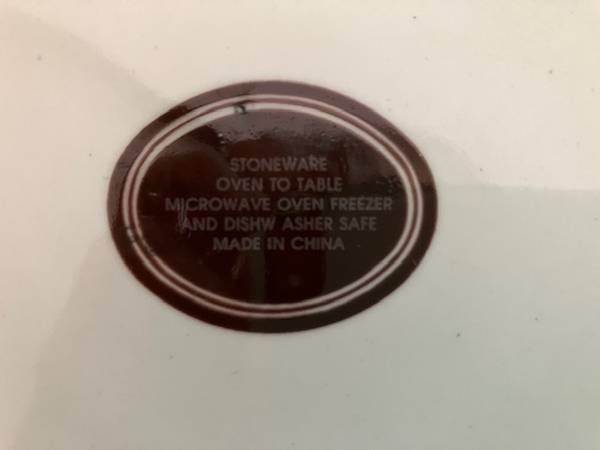 STONEWARE
OVEN TO TABLE
MICROWAVE OVEN FREEZER
AND DISHW ASHER SAFE
MADE IN CHINA